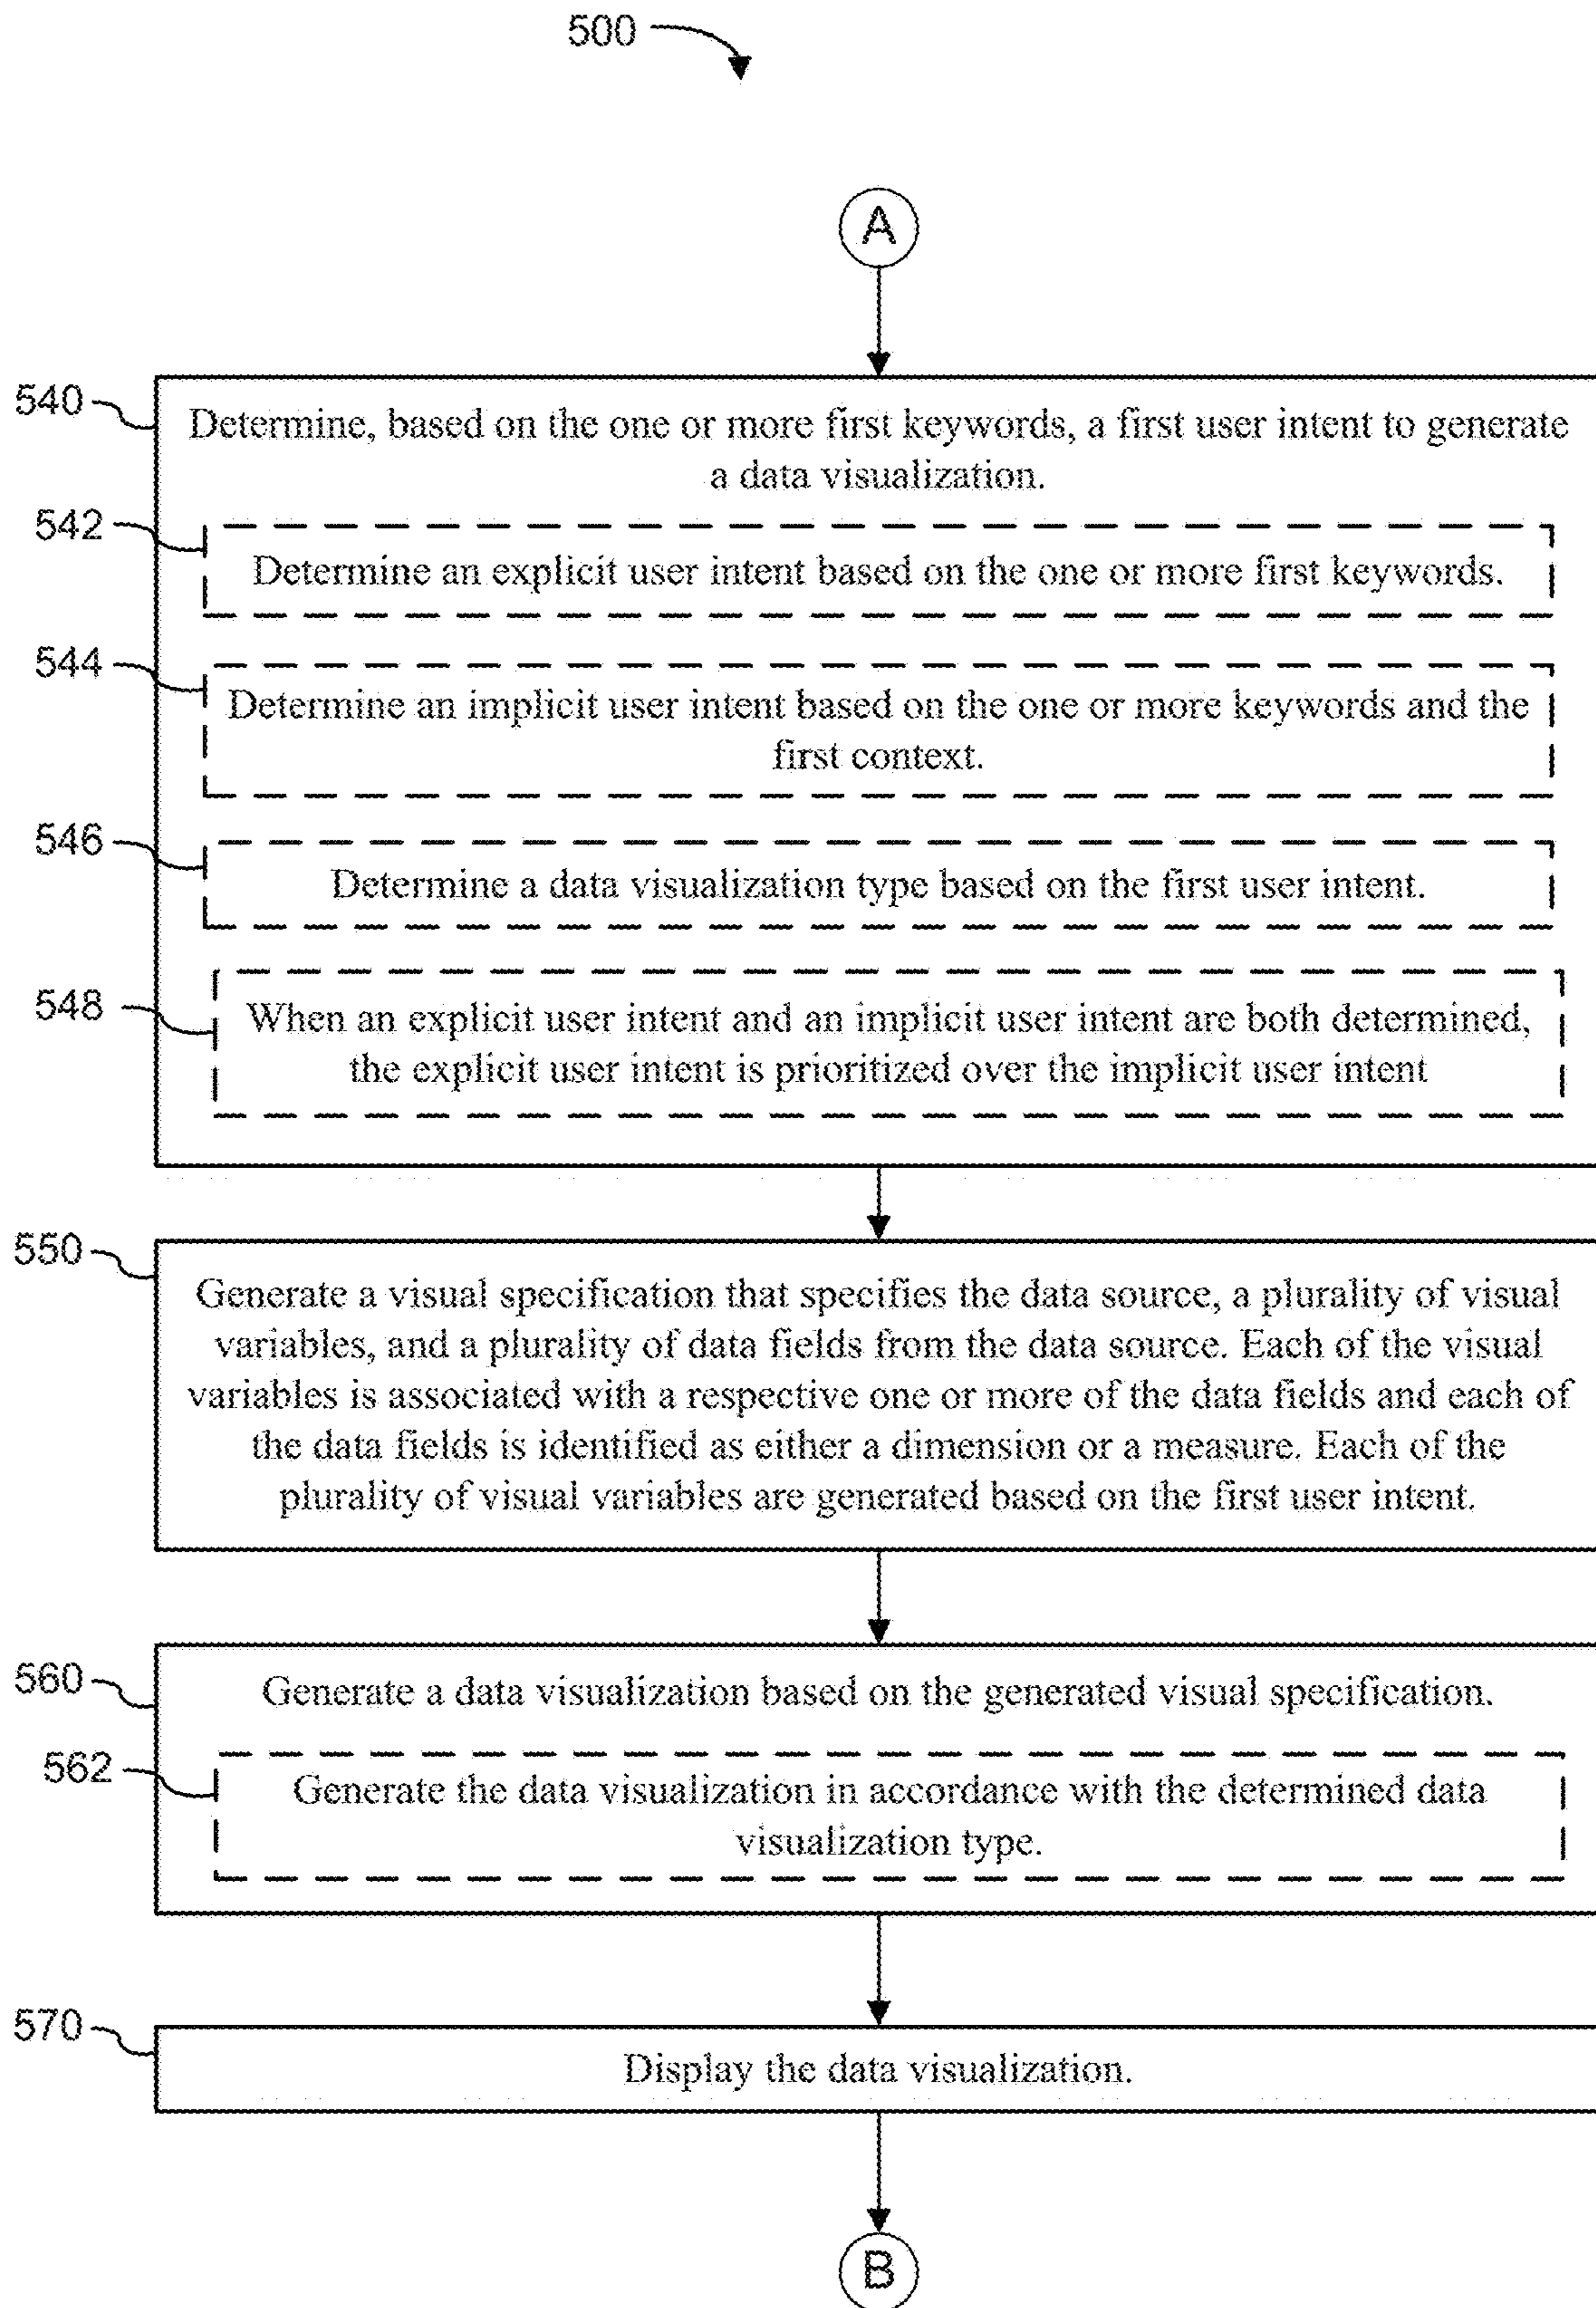 500
A
540
Determine, based on the one or more first keywords, a first user intent to generate
a data visualization.
542
Determine an explicit user intent based on the one or more first keywords.
544
Determine an implicit user intent based on the one or more keywords and the
first context.
546
Determine a data visualization type based on the first user intent.
548
When an explicit user intent and an implicit user intent are both determined,
the explicit user intent is prioritized over the implicit user intent
550
Generate a visual specification that specifies the data source, a plurality of visual
variables, and a plurality of data fields from the data source. Each of the visual
variables is associated with a respective one or more of the data fields and each of
the data fields is identified as either a dimension or a measure. Each of the
plurality of visual variables are generated based on the first user intent.
560
Generate a data visualization based on the generated visual specification.
562
Generate the data visualization in accordance with the determined data
visualization type.
570
Display the data visualization.
B